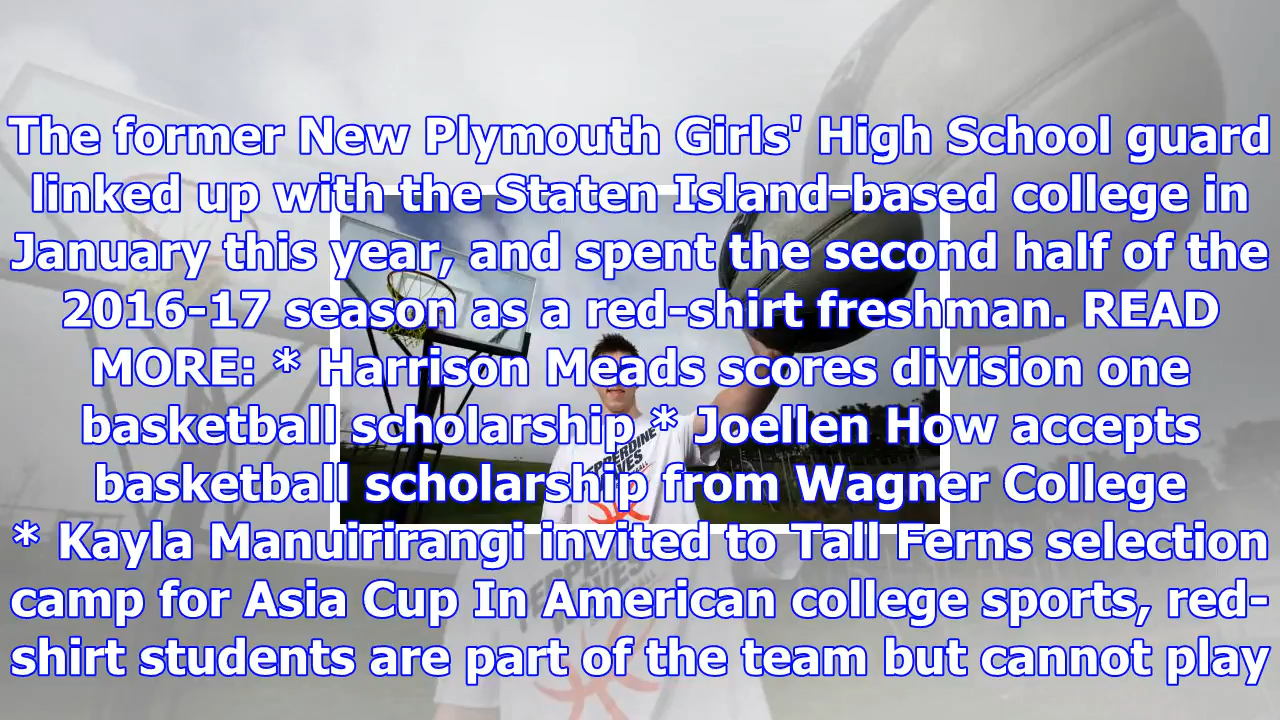 The former New Plymouth Girls' High School guard
linked up with the Staten Island-based college in
January this year, and spent the second half of the
2016-17 season as a red-shirt freshman. READ
MORE: * Harrison Meads scores division one
basketball scholarship * Joellen How accepts
basketball scholarship from Wagner College
* Kayla Manuirirangi invited to Tall Ferns selection
camp for Asia Cup In American college sports, red-
shirt students are part of the team but cannot play